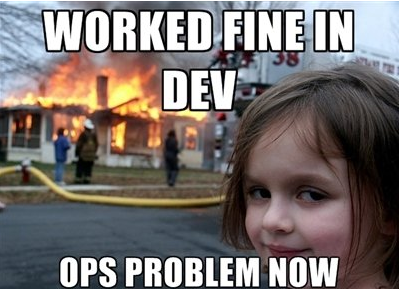 WORKED FINE IN
DEV
38
OPS PROBLEM NOW